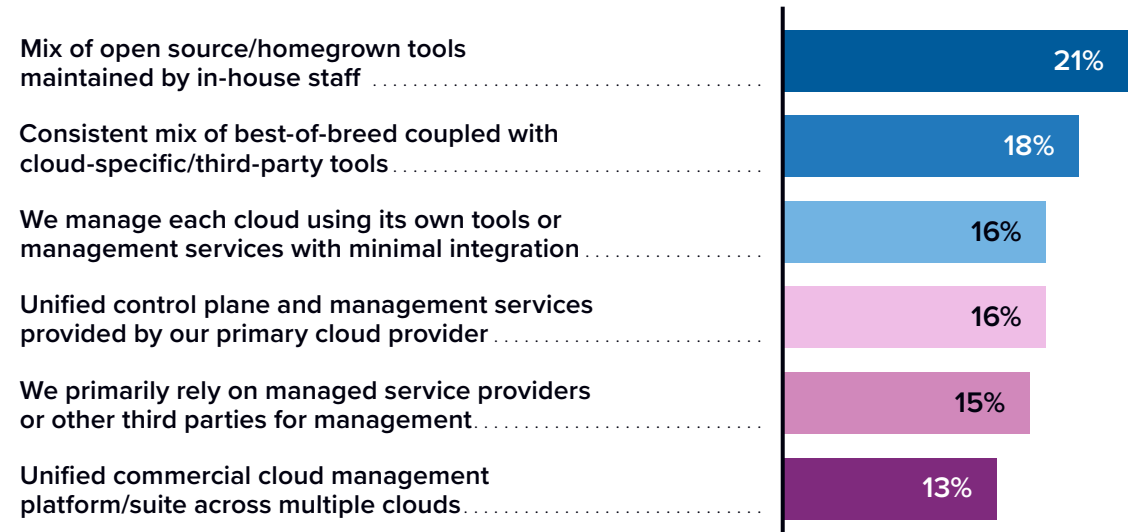 Mix of open source/homegrown tools
maintained by in-house staff
21%
Consistent mix of best-of-breed coupled with
cloud-specific/third-party tools
18%
We manage each cloud using its own tools or
management services with minimal integration
16%
Unified control plane and management services
provided by our primary cloud provider
16%
We primarily rely on managed service providers
or other third parties for management
15%
Unified commercial cloud management
platform/suite across multiple clouds
13%